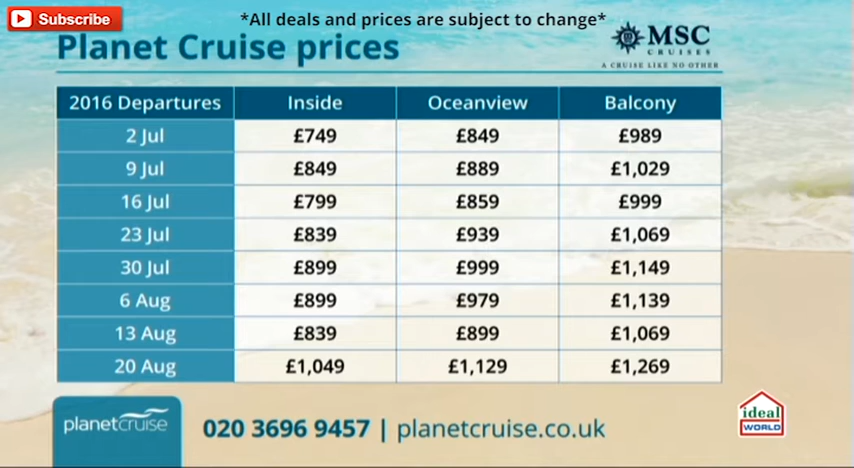 Subscribe
*All deals and prices are subject to change*
Planet Cruise prices
MSC
CRUISES
A CRUISE LIKE NO OTHER
2016 Departures Inside Oceanview Balcony
2 Jul £749 £849 £989
9 Jul £849 £889 £1,029
16 Jul £799 £859 £999
23 Jul £839 £939 £1,069
30 Jul £899 £999 £1,149
6 Aug £899 £979 £1,139
13 Aug £839 £899 £1,069
20 Aug £1,049 £1,129 £1,269
planetcruise
020 3696 9457 | planetcruise.co.uk
ideal
WORLD